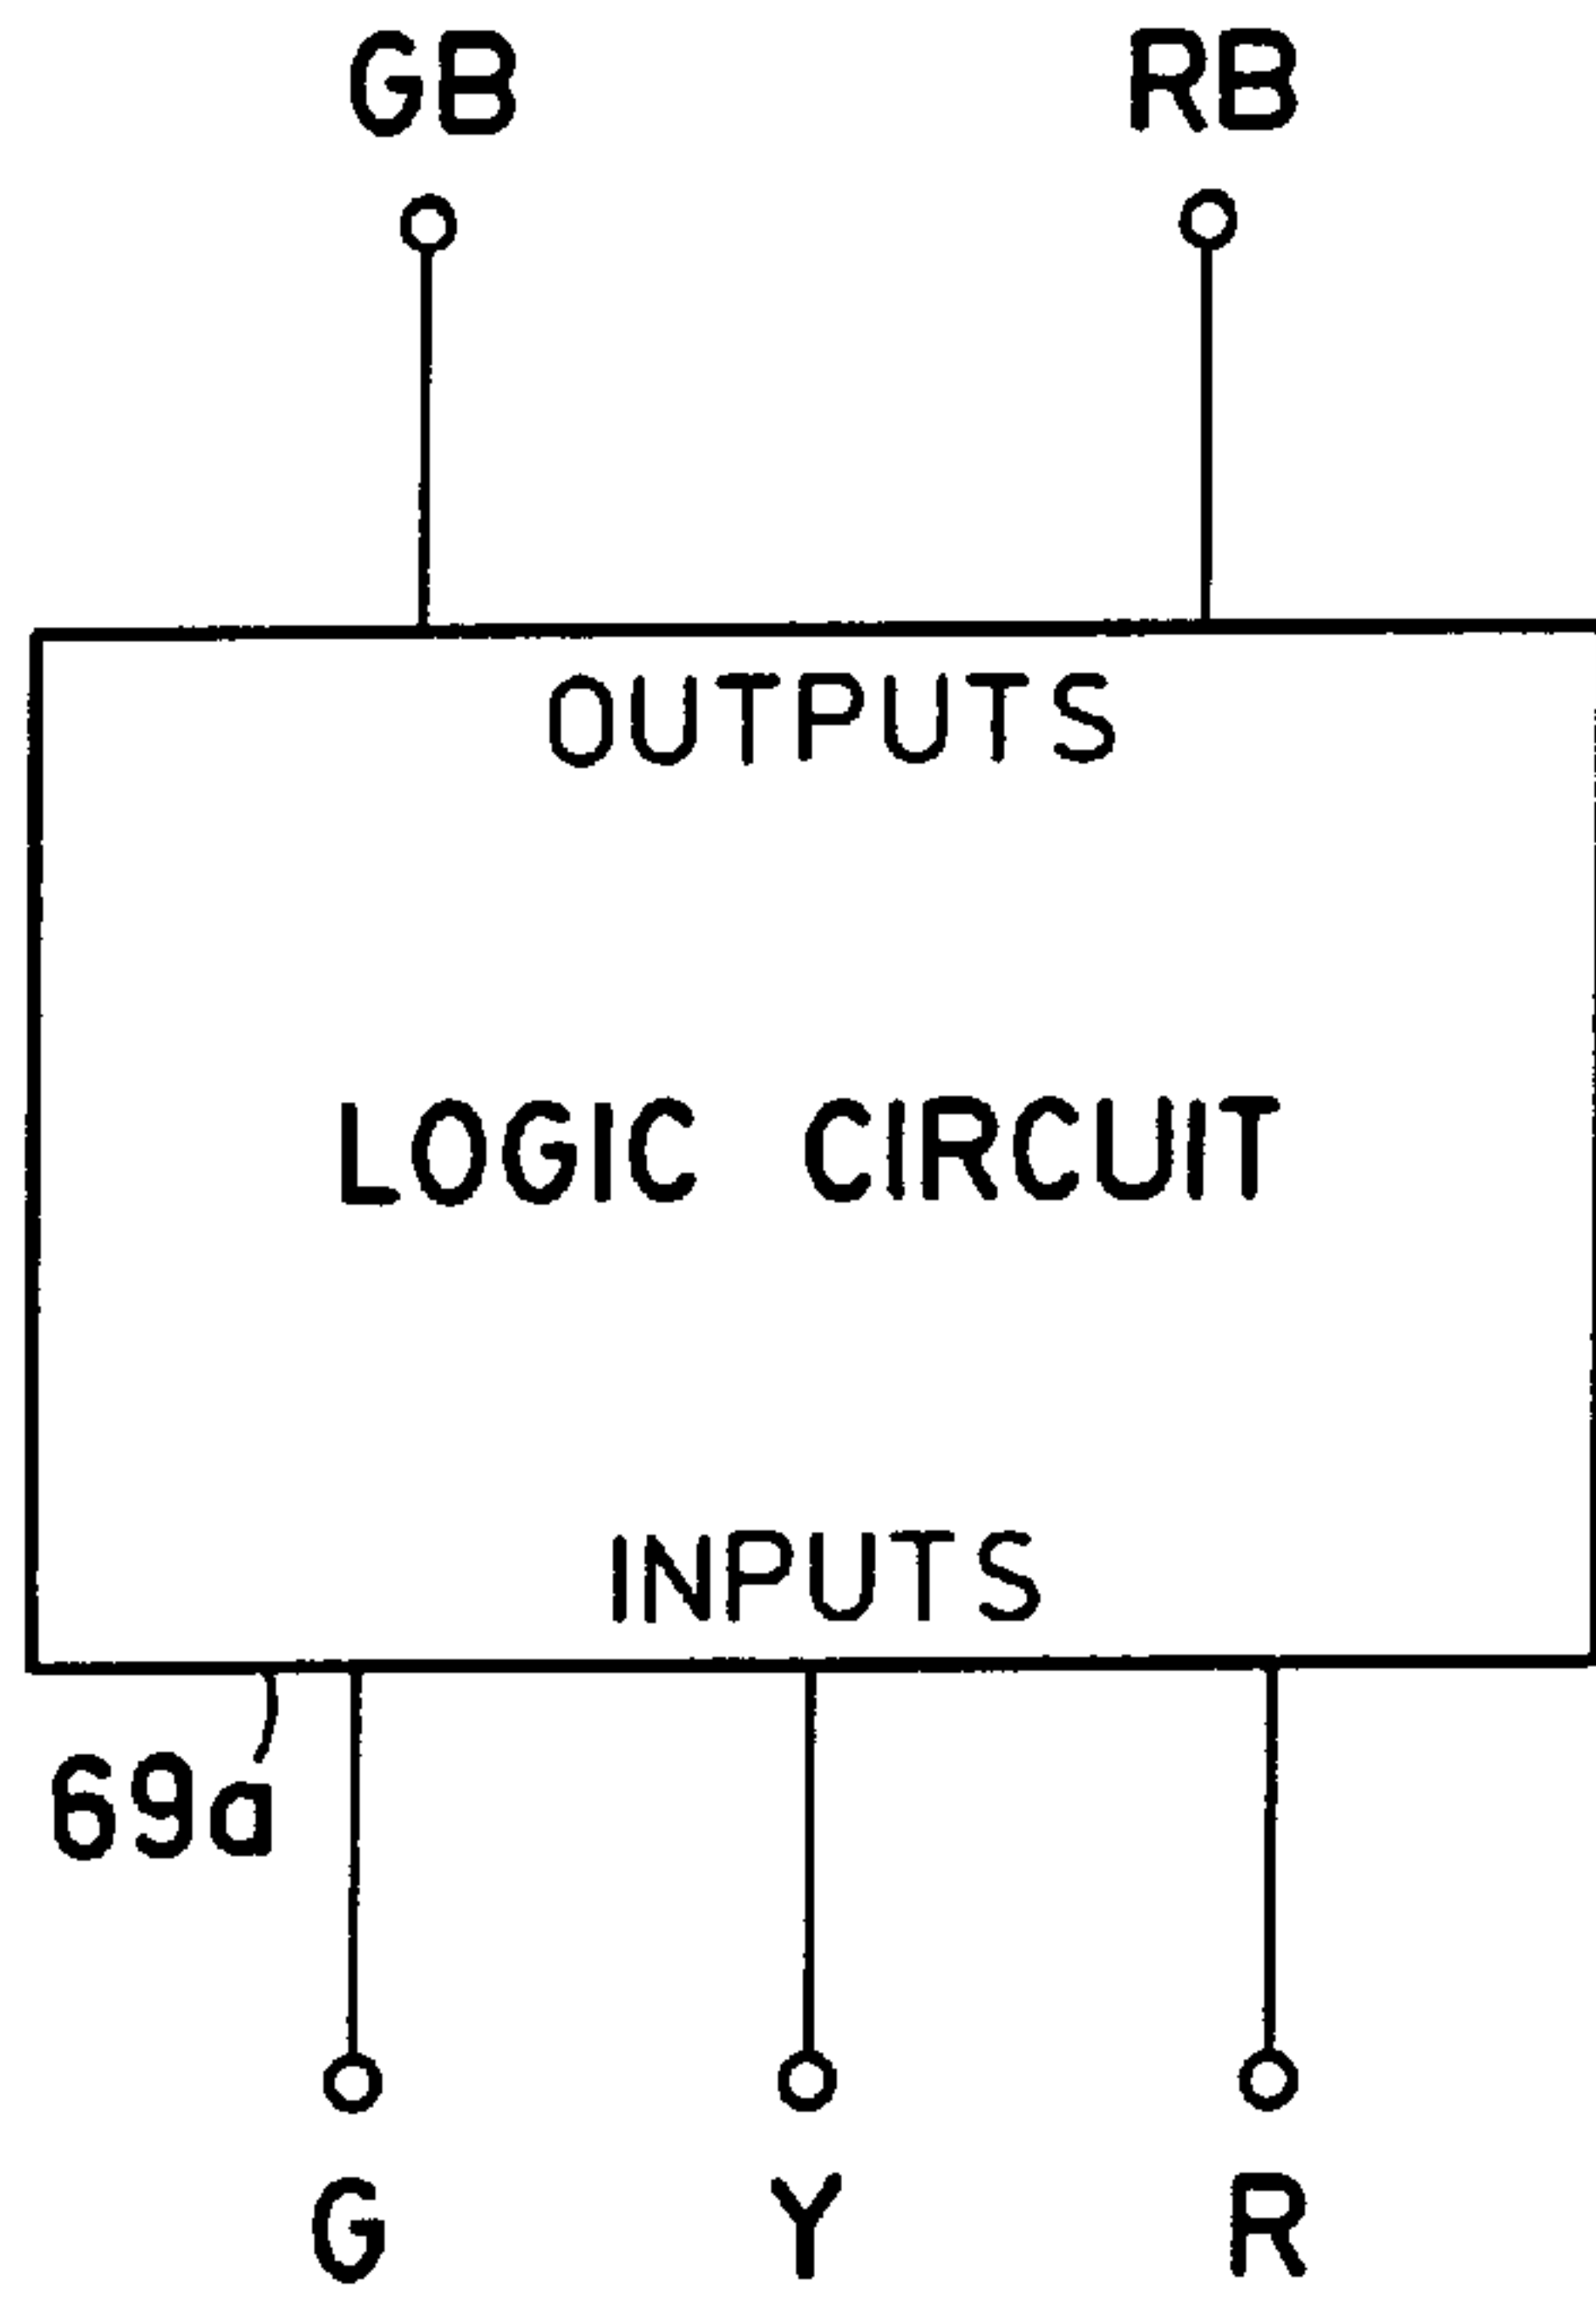 GB RB
OUTPUTS
LOGIC CIRCUIT
INPUTS
69a
G Y R